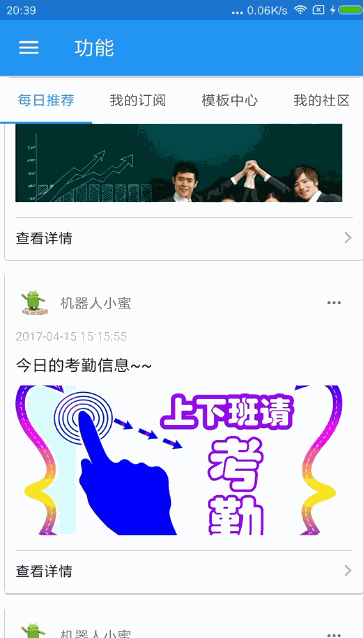 20:39
... 0.06K/s
功能
每日推荐
我的订阅
模板中心
我的社区
查看详情
机器人小蜜
2017-04-15 15:15:55
今日的考勤信息~~
上下班请
考
勤
查看详情
机器人小蜜